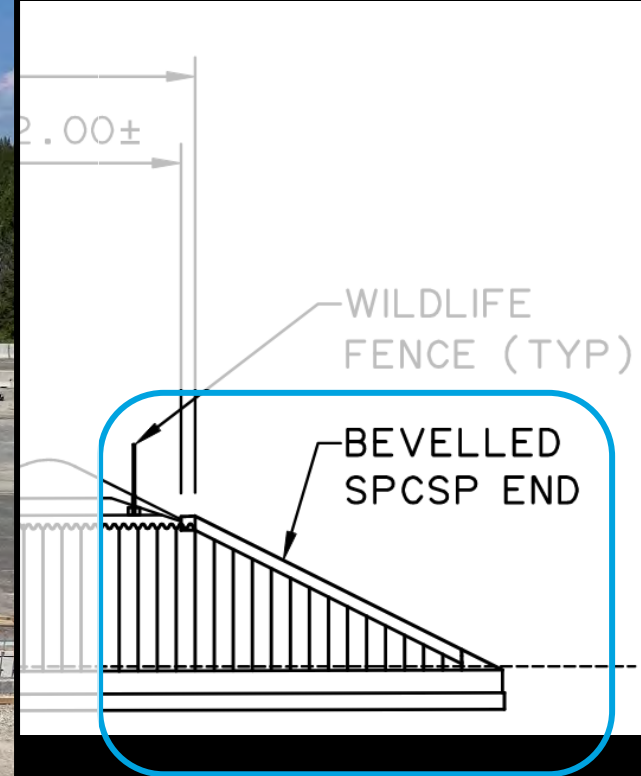 2.00±
WILDLIFE
FENCE (TYP)
BEVELLED
SPCSP END